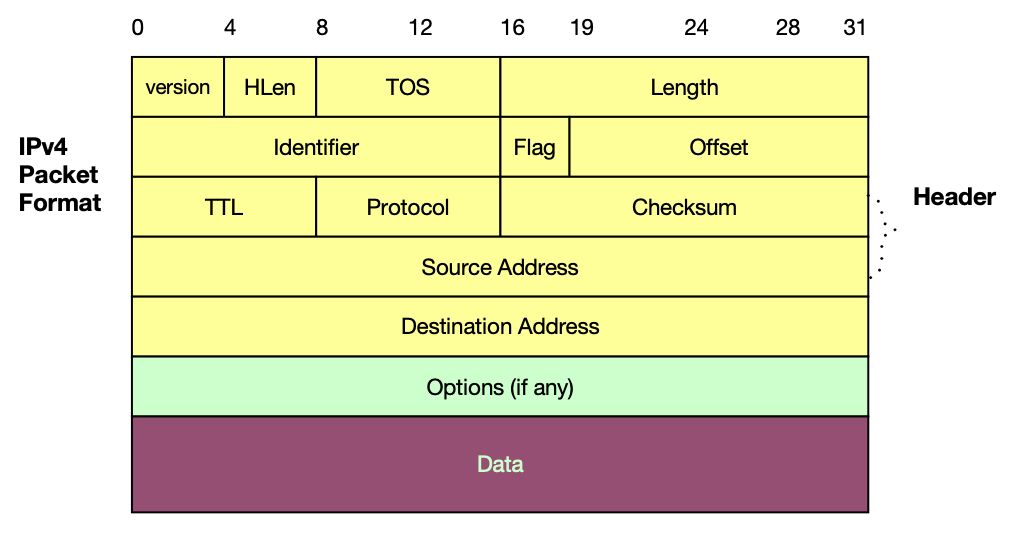 0 4 8 12 16 19 24 28 31
version HLen TOS Length
IPv4
Packet
Format
Identifier Flag Offset
TTL Protocol Checksum
Header
Source Address
Destination Address
Options (if any)
Data